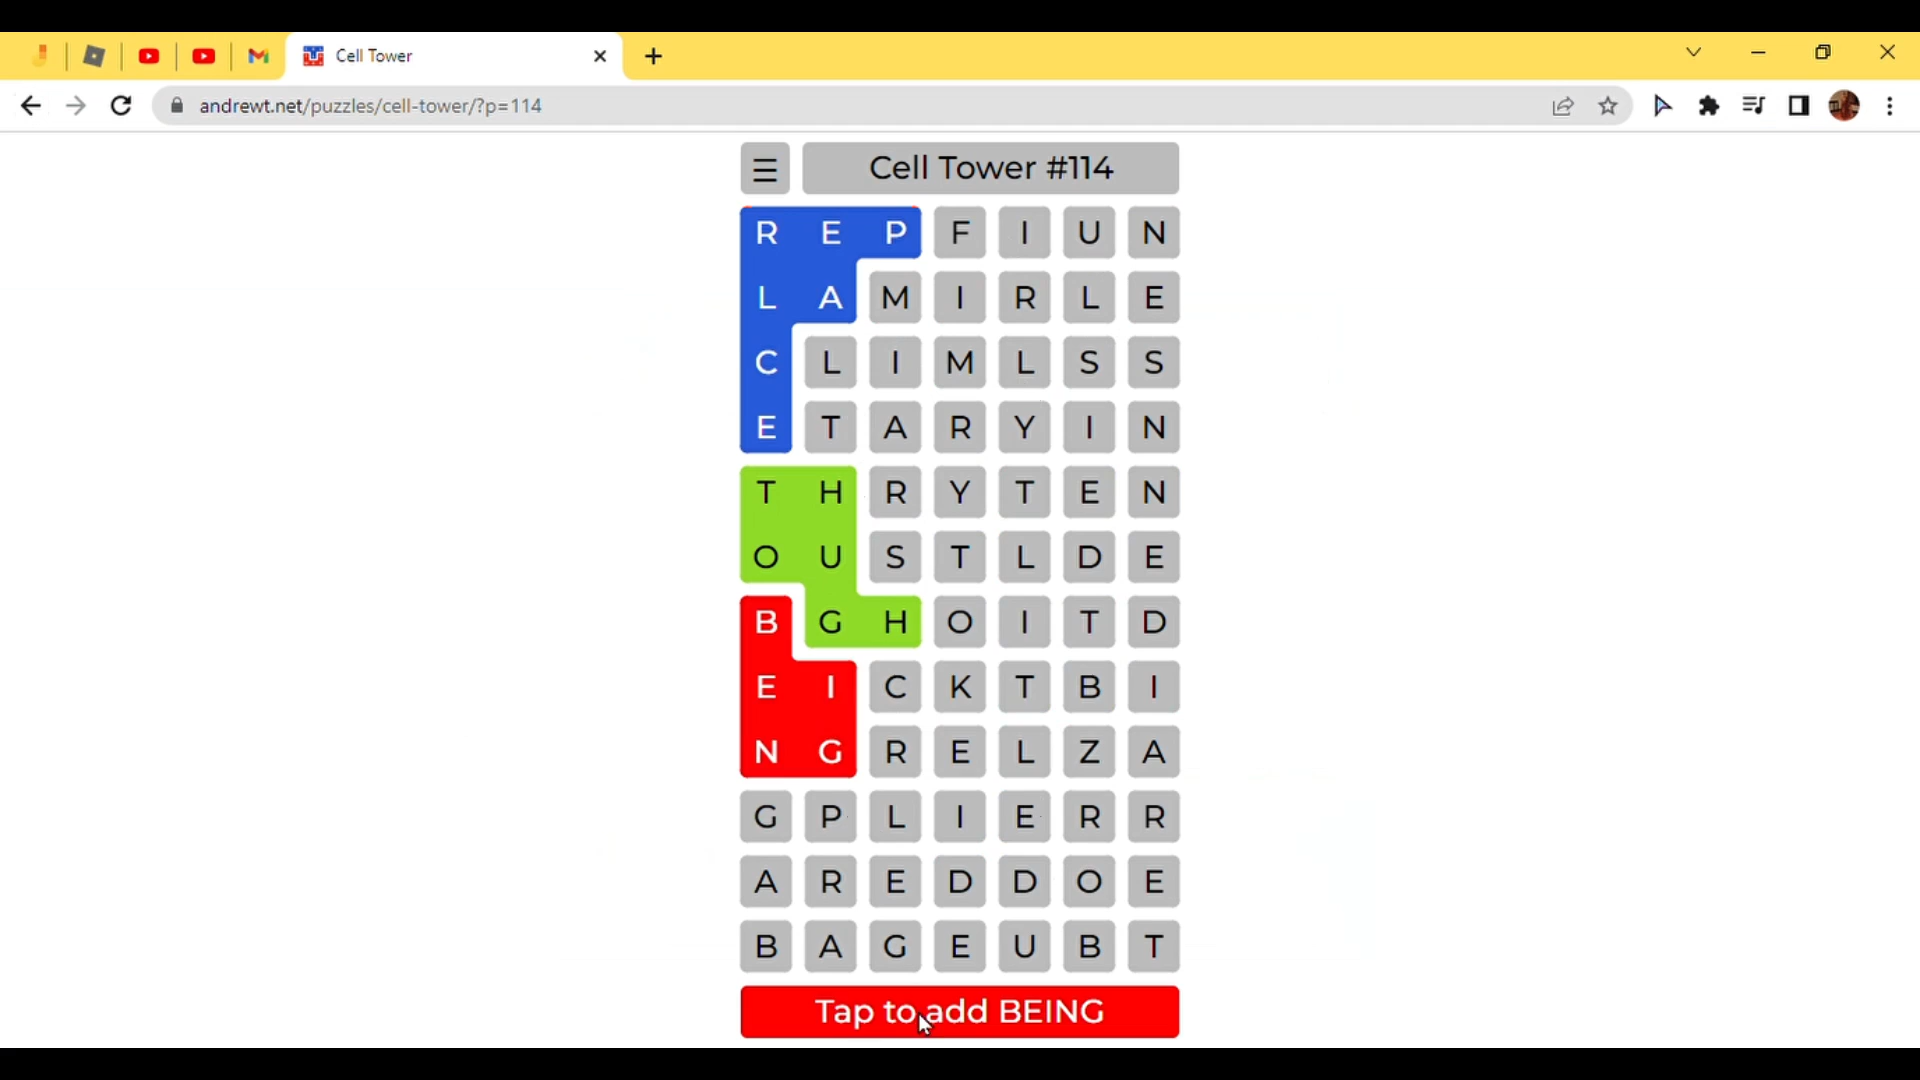 Cell Tower
andrewt.net/puzzles/cell-tower/?p=114
Cell Tower #114
R E P F I U N
L A M I R L E
C L I M L S S
E T A R Y I N
T H R Y T E N
O U S T L D E
B G H O I T D
E I C K T B I
N G R E L Z A
G P L I E R R
A R E D D O E
B A G E U B T
Tap to add BEING